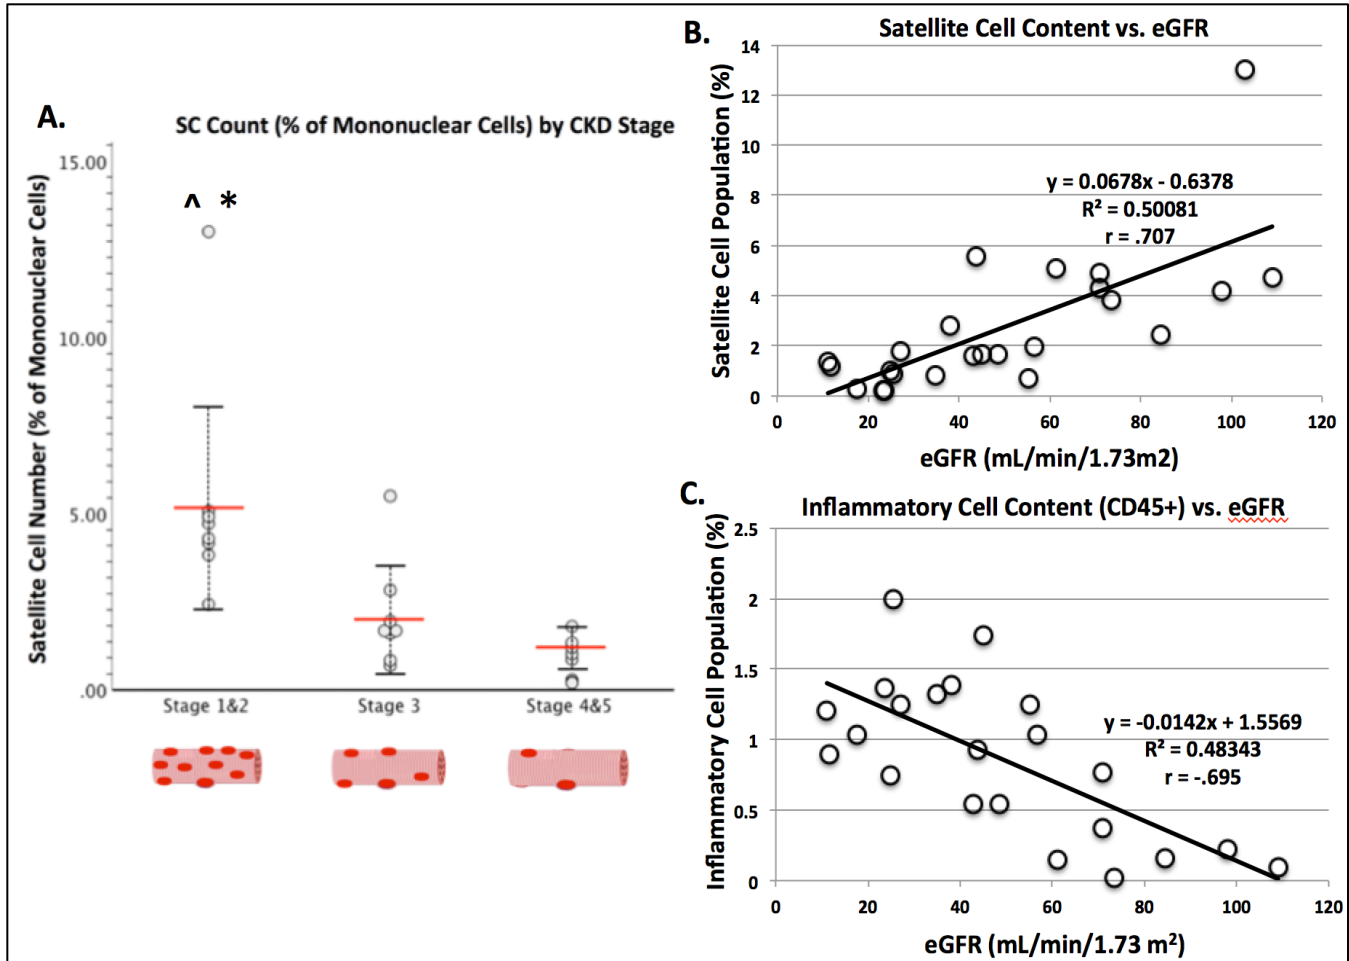 A.
SC Count (% of Mononuclear Cells) by CKD Stage
Satellite Cell Number (% of Mononuclear Cells)
15.00
10.00
5.00
.00
^ *
Stage 1&2
Stage 3
Stage 4&5
B.
Satellite Cell Content vs. eGFR
Satellite Cell Population (%)
14
12
10
8
6
4
2
0
y = 0.0678x - 0.6378
R² = 0.50081
r = .707
0 20 40 60 80 100 120
eGFR (mL/min/1.73m2)
C.
Inflammatory Cell Content (CD45+) vs. eGFR
Inflammatory Cell Population (%)
2.5
2
1.5
1
0.5
0
y = -0.0142x + 1.5569
R² = 0.48343
r = -.695
0 20 40 60 80 100 120
eGFR (mL/min/1.73 m²)